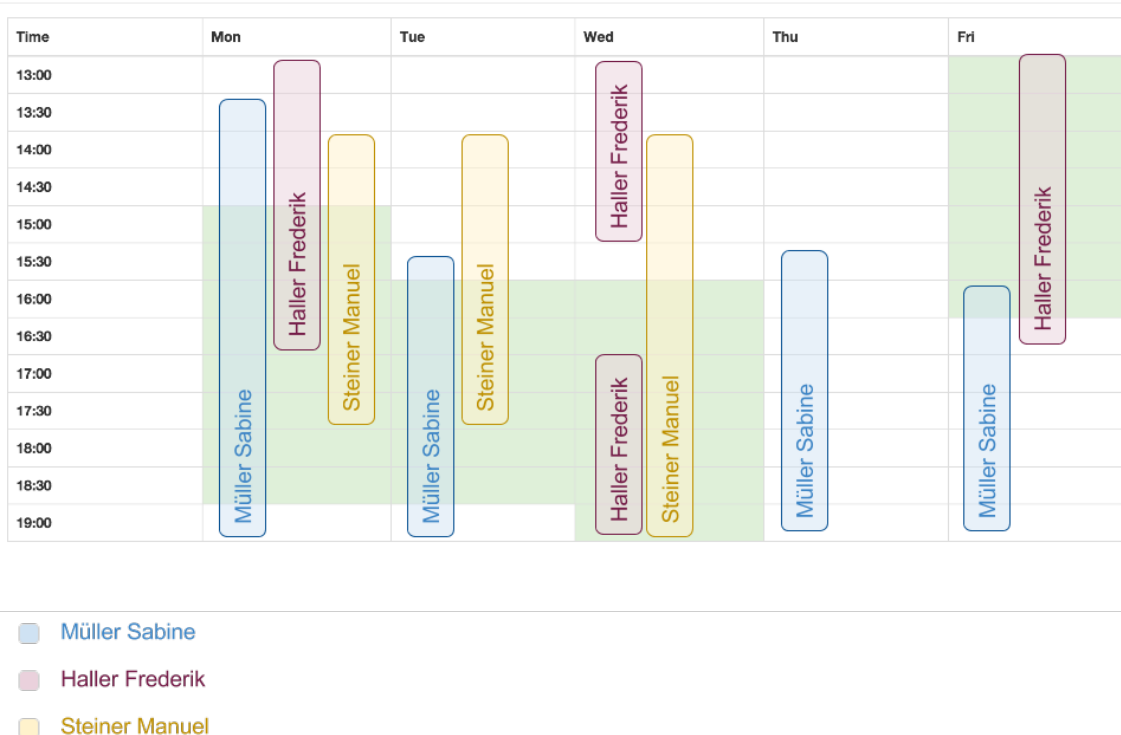 Time Mon Tue Wed Thu Fri
13:00
13:30
14:00
14:30
15:00
15:30
16:00
16:30
17:00
17:30
18:00
18:30
19:00
Müller Sabine
Haller Frederik
Steiner Manuel
Müller Sabine
Steiner Manuel
Haller Frederik
Haller Frederik
Steiner Manuel
Müller Sabine
Müller Sabine
Haller Frederik
Müller Sabine
Haller Frederik
Steiner Manuel